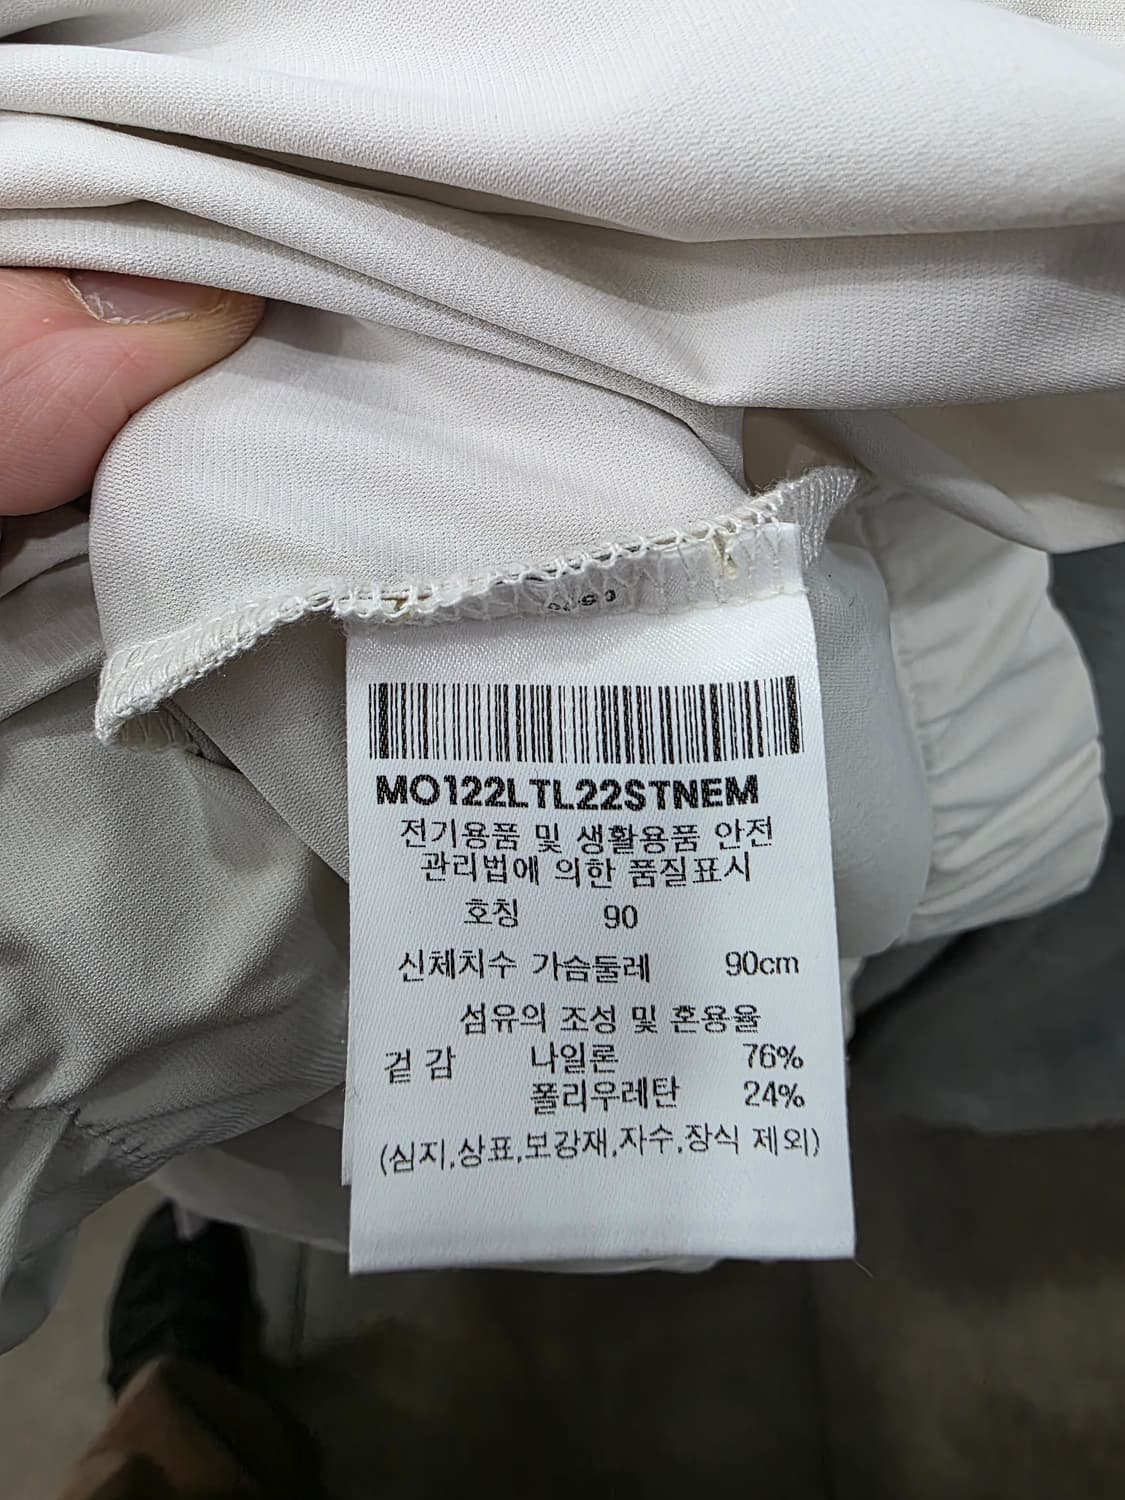 MO122LTL22STNEM
전기용품 및 생활용품 안전
관리법에 의한 품질표시
호칭 90
신체치수 가슴둘레 90cm
섬유의 조성 및 혼용율
겉감 나일론 76%
폴리우레탄 24%
(심지,상표,보강재,자수,장식 제외)